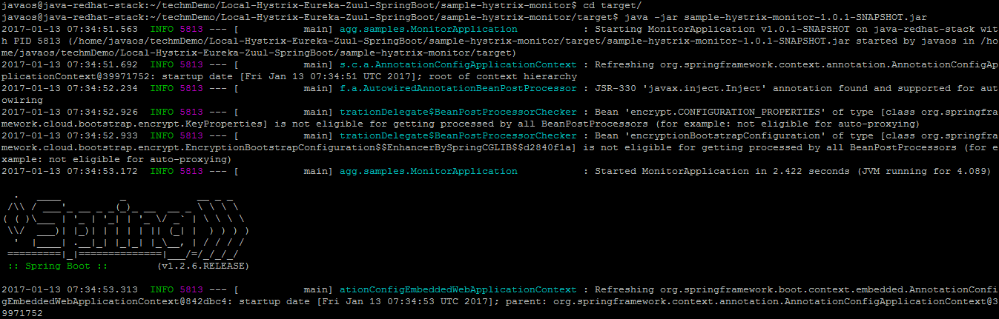 javaos@java-redhat-stack:~/techmDemo/Local-Hystrix-Eureka-Zuul-SpringBoot/sample-hystrix-monitor$ cd target/
javaos@java-redhat-stack:~/techmDemo/Local-Hystrix-Eureka-Zuul-SpringBoot/sample-hystrix-monitor/target$ java -jar sample-hystrix-monitor-1.0.1-SNAPSHOT.jar
2017-01-13 07:34:51.563  INFO 5813 --- [           main] agg.samples.MonitorApplication           : Starting MonitorApplication v1.0.1-SNAPSHOT on java-redhat-stack wit
h PID 5813 (/home/javaos/techmDemo/Local-Hystrix-Eureka-Zuul-SpringBoot/sample-hystrix-monitor/target/sample-hystrix-monitor-1.0.1-SNAPSHOT.jar started by javaos in /ho
me/javaos/techmDemo/Local-Hystrix-Eureka-Zuul-SpringBoot/sample-hystrix-monitor/target)
2017-01-13 07:34:51.692  INFO 5813 --- [           main] s.c.a.AnnotationConfigApplicationContext : Refreshing org.springframework.context.annotation.AnnotationConfigAp
plicationContext@39971752: startup date [Fri Jan 13 07:34:51 UTC 2017]; root of context hierarchy
2017-01-13 07:34:52.234  INFO 5813 --- [           main] f.a.AutowiredAnnotationBeanPostProcessor : JSR-330 'javax.inject.Inject' annotation found and supported for aut
owiring
2017-01-13 07:34:52.926  INFO 5813 --- [           main] trationDelegate$BeanPostProcessorChecker : Bean 'encrypt.CONFIGURATION_PROPERTIES' of type [class org.springfra
mework.cloud.bootstrap.encrypt.KeyProperties] is not eligible for getting processed by all BeanPostProcessors (for example: not eligible for auto-proxying)
2017-01-13 07:34:52.933  INFO 5813 --- [           main] trationDelegate$BeanPostProcessorChecker : Bean 'encryptionBootstrapConfiguration' of type [class org.springfra
mework.cloud.bootstrap.encrypt.EncryptionBootstrapConfiguration$$EnhancerBySpringCGLIB$$d2840f1a] is not eligible for getting processed by all BeanPostProcessors (for e
xample: not eligible for auto-proxying)
2017-01-13 07:34:53.172  INFO 5813 --- [           main] agg.samples.MonitorApplication           : Started MonitorApplication in 2.422 seconds (JVM running for 4.089)
  .   ____          _            __ _ _
 /\\ / ___'_ __ _ _(_)_ __  __ _ \ \ \ \
( ( )\___ | '_ | '_| | '_ \/ _` | \ \ \ \
 \\/  ___)| |_)| | | | | || (_| |  ) ) ) )
  '  |____| .__|_| |_|_| |_\__, | / / / /
 =========|_|==============|___/=/_/_/_/
 :: Spring Boot ::        (v1.2.6.RELEASE)
2017-01-13 07:34:53.313  INFO 5813 --- [           main] ationConfigEmbeddedWebApplicationContext : Refreshing org.springframework.boot.context.embedded.AnnotationConfi
gEmbeddedWebApplicationContext@842dbc4: startup date [Fri Jan 13 07:34:53 UTC 2017]; parent: org.springframework.context.annotation.AnnotationConfigApplicationContext@3
9971752